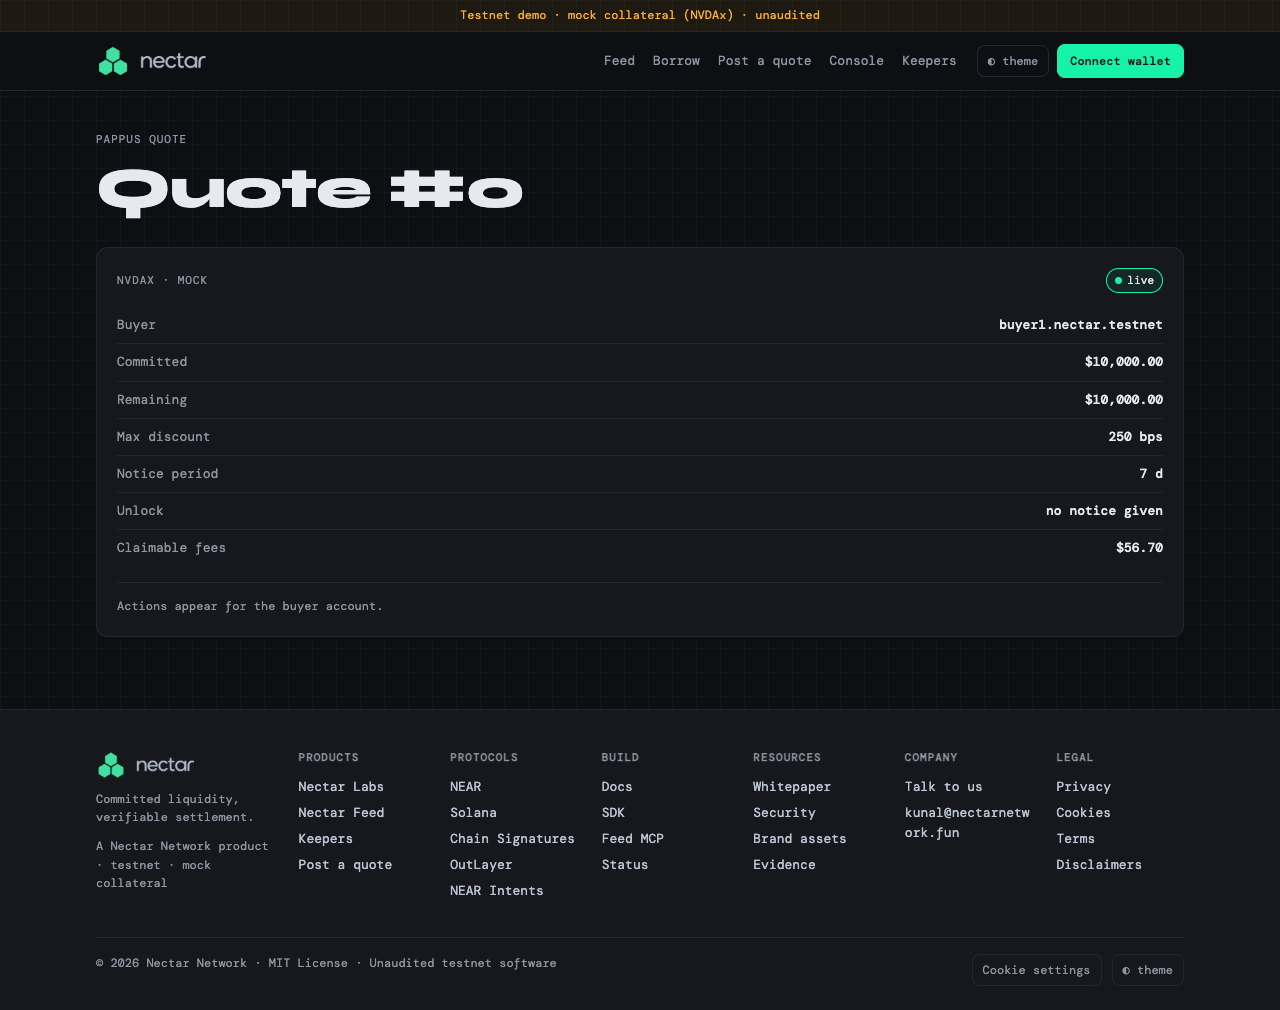 Testnet demo · mock collateral (NVDAx) · unaudited
nectar
Feed Borrow Post a quote Console Keepers ◐ theme Connect wallet
PAPPUS QUOTE
Quote #0
NVDAX · MOCK live
Buyer buyer1.nectar.testnet
Committed $10,000.00
Remaining $10,000.00
Max discount 250 bps
Notice period 7 d
Unlock no notice given
Claimable fees $56.70
Actions appear for the buyer account.
nectar
Committed liquidity,
verifiable settlement.
A Nectar Network product
· testnet · mock
collateral
PRODUCTS
Nectar Labs
Nectar Feed
Keepers
Post a quote
PROTOCOLS
NEAR
Solana
Chain Signatures
OutLayer
NEAR Intents
BUILD
Docs
SDK
Feed MCP
Status
RESOURCES
Whitepaper
Security
Brand assets
Evidence
COMPANY
Talk to us
kunal@nectarnetw
ork.fun
LEGAL
Privacy
Cookies
Terms
Disclaimers
© 2026 Nectar Network · MIT License · Unaudited testnet software
Cookie settings ◐ theme